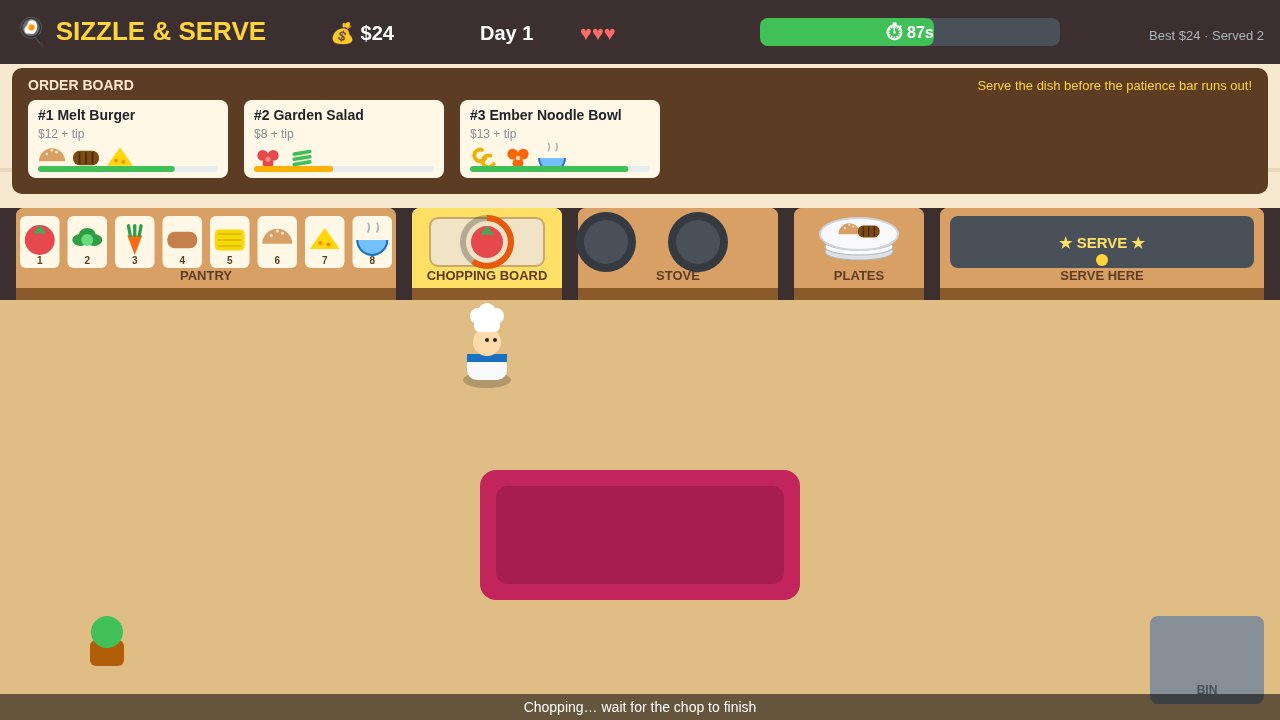 SIZZLE & SERVE
$24
Day 1
87s
Best $24 · Served 2
ORDER BOARD
Serve the dish before the patience bar runs out!
#1 Melt Burger
$12 + tip
#2 Garden Salad
$8 + tip
#3 Ember Noodle Bowl
$13 + tip
1 2 3 4 5 6 7 8
PANTRY
CHOPPING BOARD
STOVE
PLATES
★ SERVE ★
SERVE HERE
BIN
Chopping… wait for the chop to finish